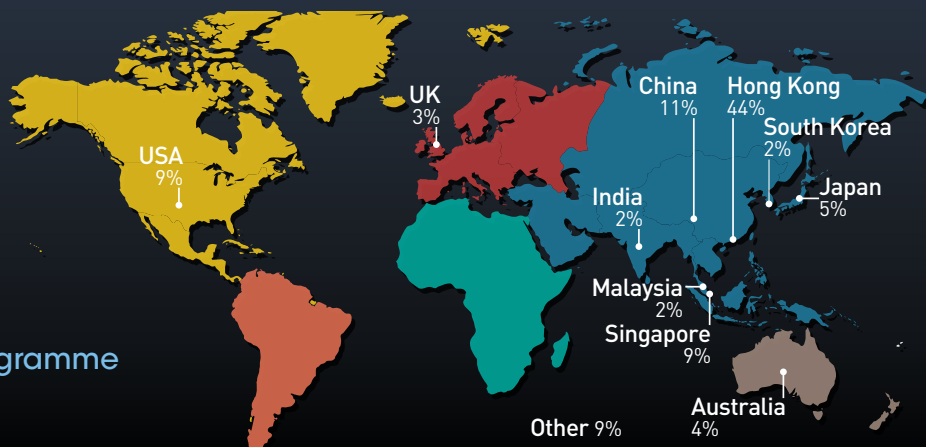 UK
3%
China
11%
Hong Kong
44%
South Korea
2%
USA
9%
India
2%
Japan
5%
Malaysia
2%
Singapore
9%
gramme
Australia
4%
Other 9%